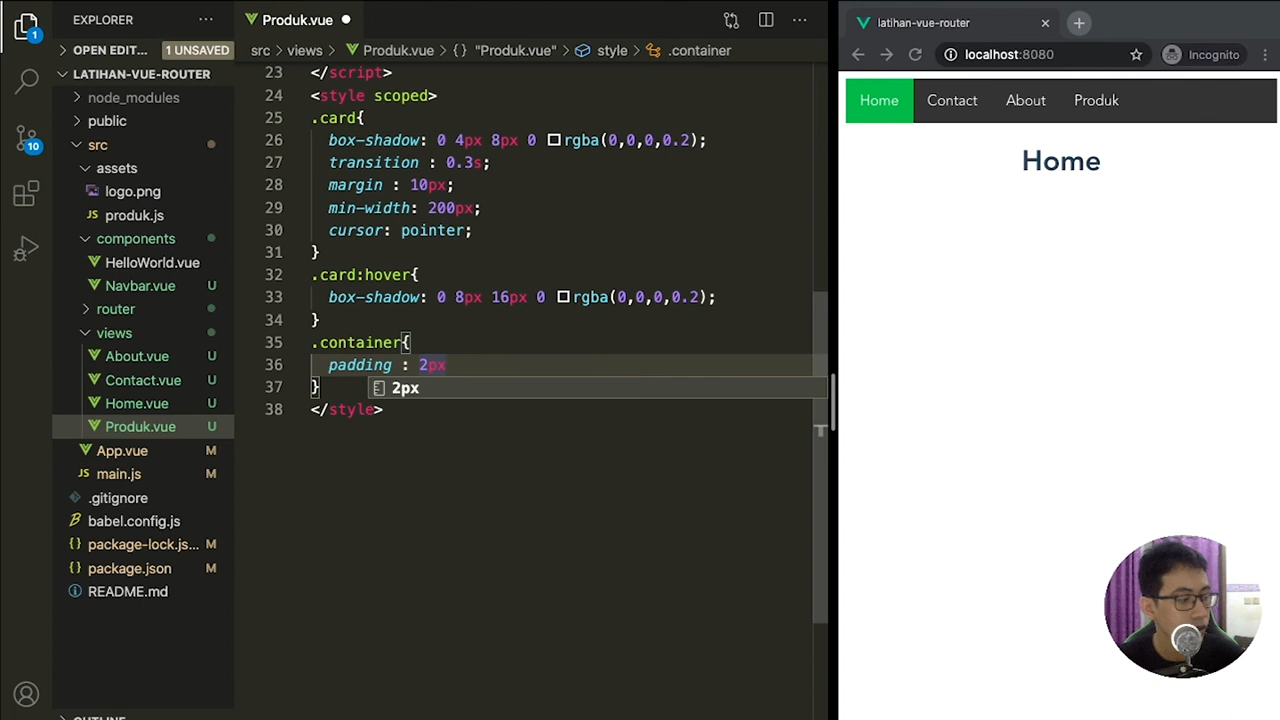 EXPLORER
···
Produk.vue
···
latihan-vue-router
OPEN EDIT...
1 UNSAVED
src > views > Produk.vue > {} "Produk.vue" > style > .container
localhost:8080
Incognito
LATIHAN-VUE-ROUTER
node_modules
public
src
assets
logo.png
JS produk.js
components
HelloWorld.vue
Navbar.vue U
router
views
About.vue U
Contact.vue U
Home.vue U
Produk.vue U
App.vue M
JS main.js M
.gitignore
babel.config.js
{} package-lock.js... M
{} package.json M
README.md
OUTLINE
1
10
23 </script>
24 <style scoped>
25 .card{
26 box-shadow: 0 4px 8px 0 rgba(0,0,0,0.2);
27 transition : 0.3s;
28 margin : 10px;
29 min-width: 200px;
30 cursor: pointer;
31 }
32 .card:hover{
33 box-shadow: 0 8px 16px 0 rgba(0,0,0,0.2);
34 }
35 .container{
36 padding : 2px
37 }
2px
38 </style>
Home Contact About Produk
Home